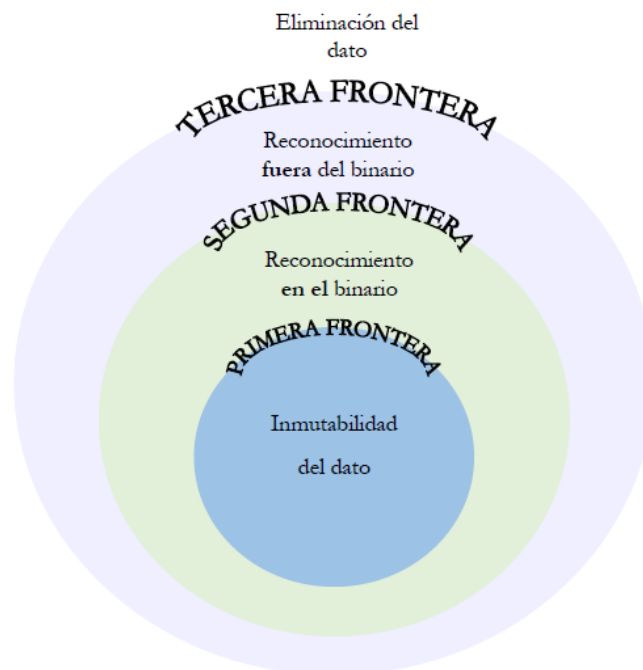 Eliminación del
dato
TERCERA FRONTERA
Reconocimiento
fuera del binario
SEGUNDA FRONTERA
Reconocimiento
en el binario
PRIMERA FRONTERA
Inmutabilidad
del dato